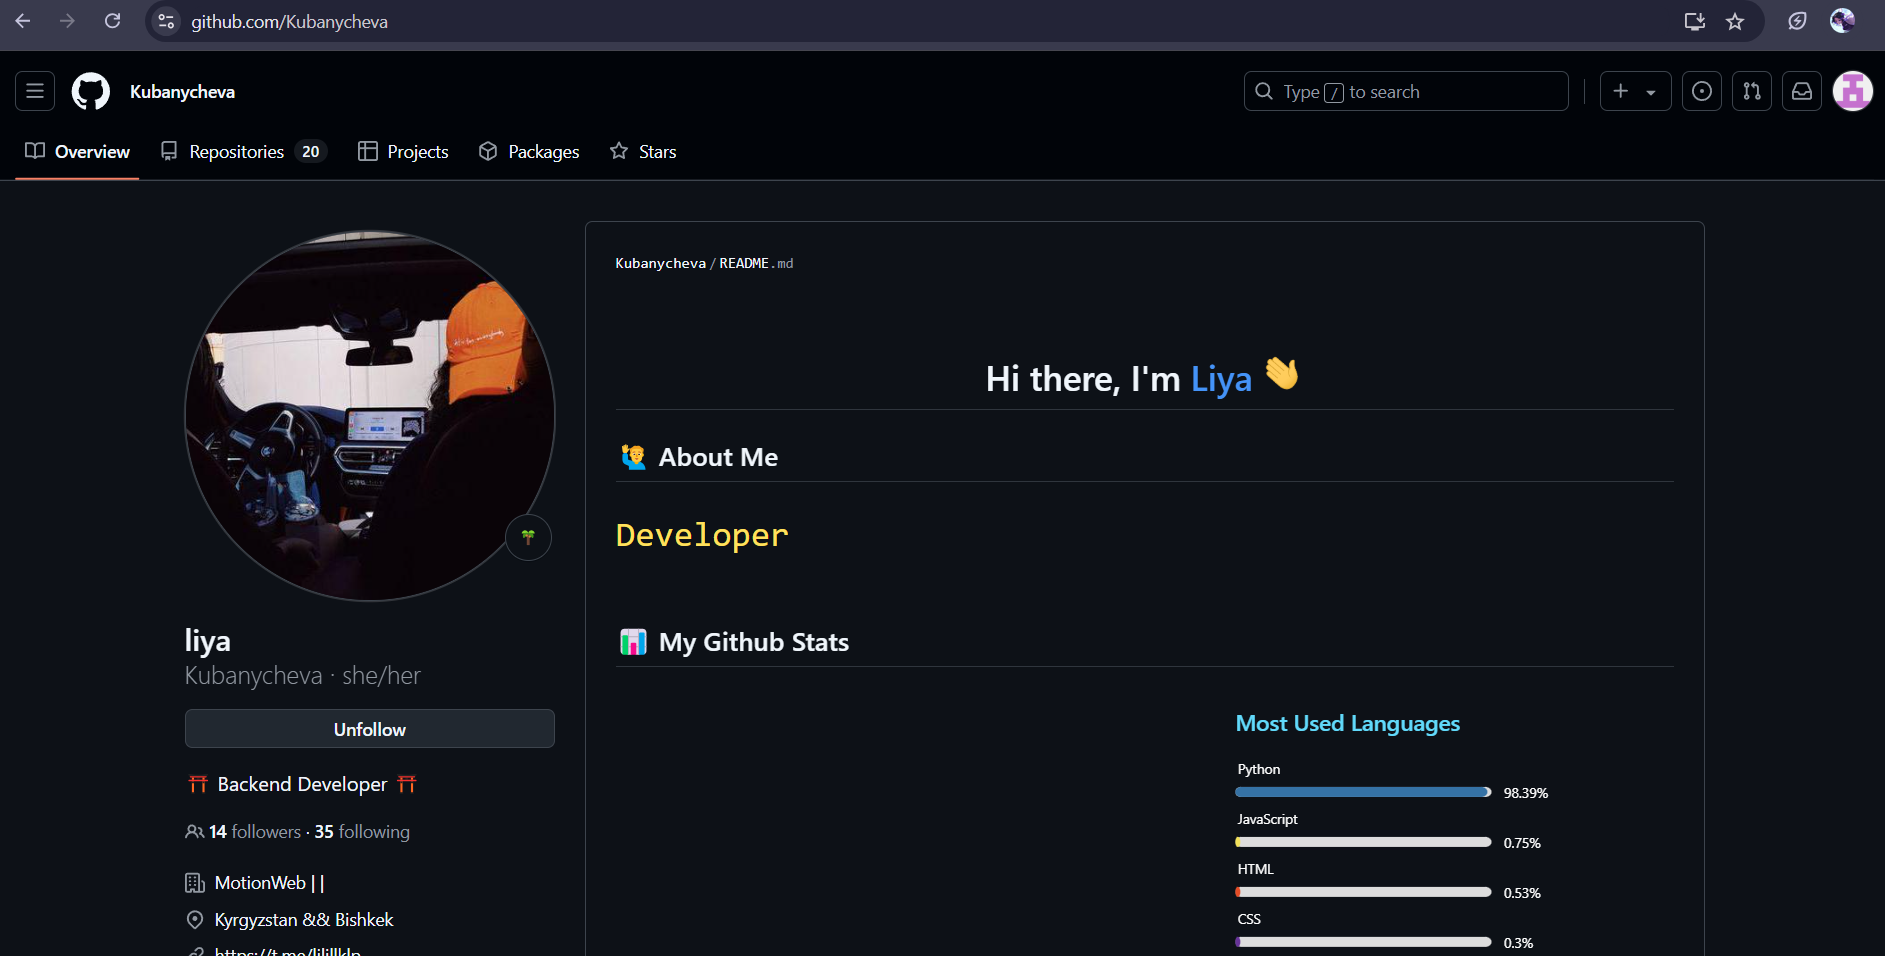 github.com/Kubanycheva
Kubanycheva
Type / to search
Overview
Repositories 20
Projects
Packages
Stars
Kubanycheva / README.md
Hi there, I'm Liya 👋
🙋‍♂️ About Me
Developer
📊 My Github Stats
Most Used Languages
Python
98.39%
JavaScript
0.75%
HTML
0.53%
CSS
0.3%
liya
Kubanycheva · she/her
Unfollow
⛩️ Backend Developer ⛩️
14 followers · 35 following
MotionWeb | |
Kyrgyzstan && Bishkek